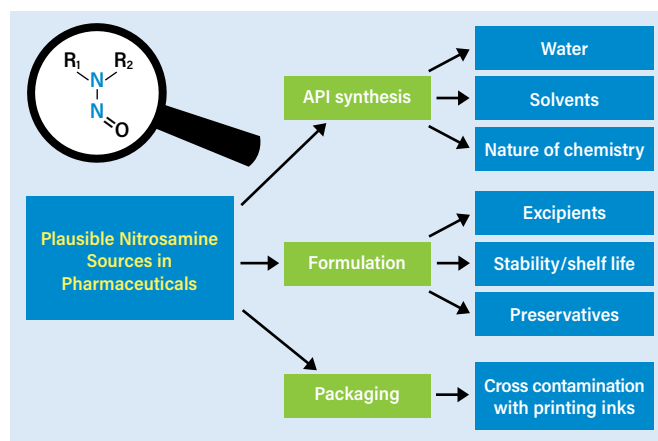 R₁ R₂
N
N
O
Plausible Nitrosamine
Sources in
Pharmaceuticals
API synthesis
Water
Solvents
Nature of chemistry
Formulation
Excipients
Stability/shelf life
Preservatives
Packaging
Cross contamination
with printing inks